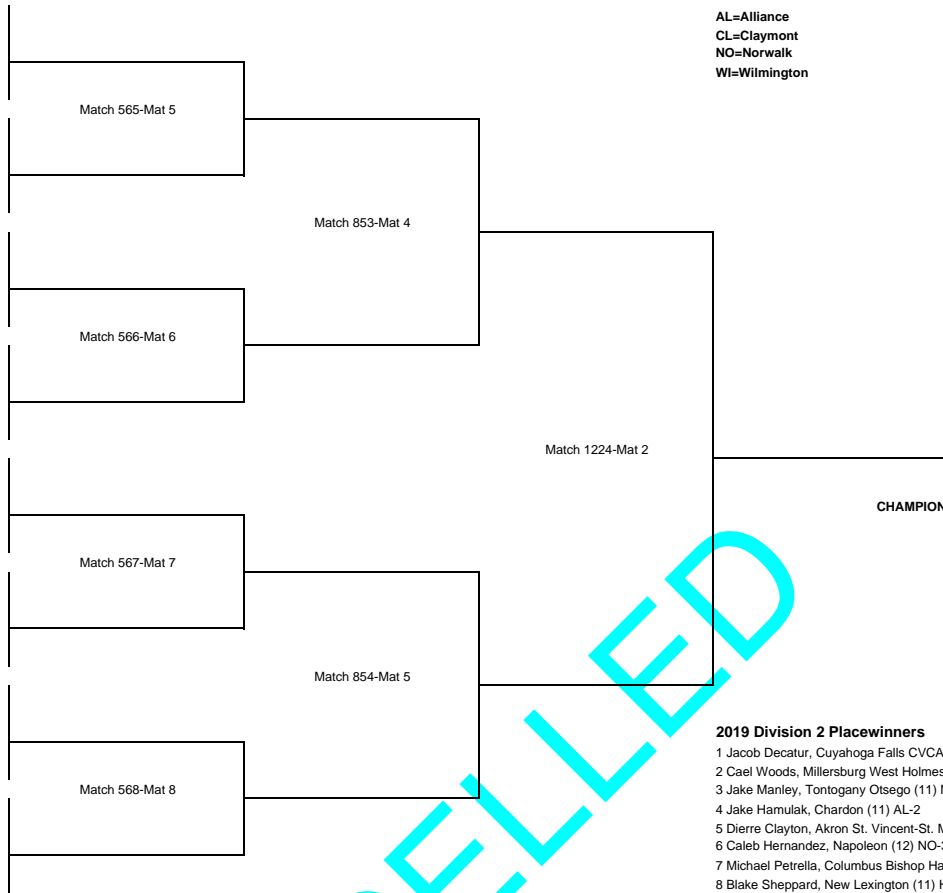 AL=Alliance
CL=Claymont
NO=Norwalk
WI=Wilmington
Match 565-Mat 5
Match 853-Mat 4
Match 566-Mat 6
Match 1224-Mat 2
CHAMPION
Match 567-Mat 7
Match 854-Mat 5
Match 568-Mat 8
2019 Division 2 Placewinners
1 Jacob Decatur, Cuyahoga Falls CVCA
2 Cael Woods, Millersburg West Holmes
3 Jake Manley, Tontogany Otsego (11)
4 Jake Hamulak, Chardon (11) AL-2
5 Dierre Clayton, Akron St. Vincent-St.
6 Caleb Hernandez, Napoleon (12) NO-3
7 Michael Petrella, Columbus Bishop
8 Blake Sheppard, New Lexington (11)
ELLED